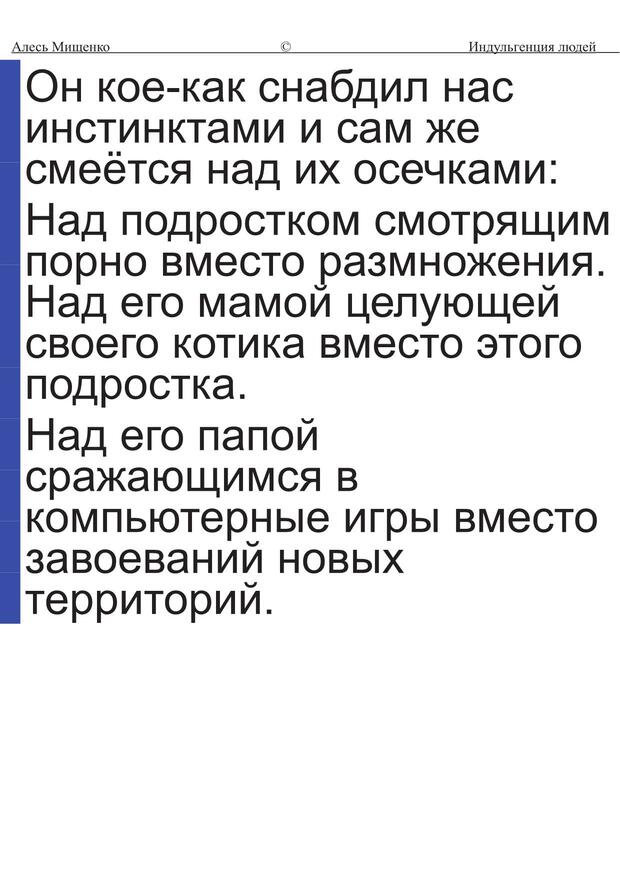 Алесь Мищенко © Индульгенция людей
Он кое-как снабдил нас
инстинктами и сам же
смеётся над их осечками:
Над подростком смотрящим
порно вместо размножения.
Над его мамой целующей
своего котика вместо этого
подростка.
Над его папой
сражающимся в
компьютерные игры вместо
завоеваний новых
территорий.